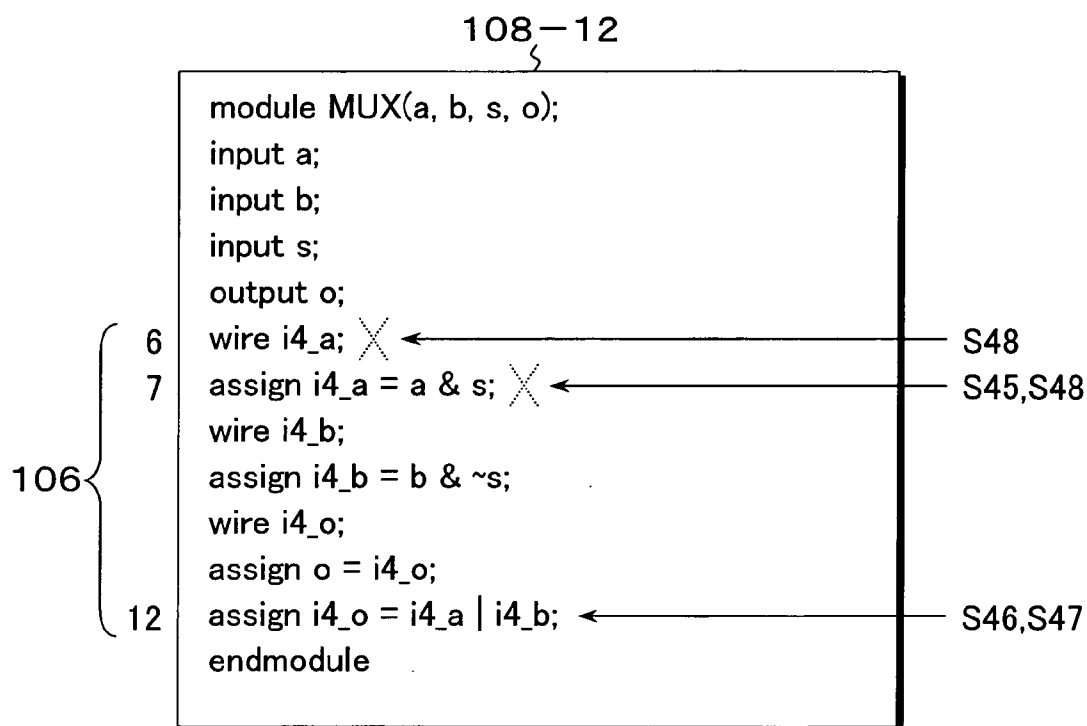 108-12
module MUX(a, b, s, o);
input a;
input b;
input s;
output o;
6 wire i4_a; S48
7 assign i4_a = a & s; S45,S48
wire i4_b;
106 assign i4_b = b & ~s;
wire i4_o;
assign o = i4_o;
12 assign i4_o = i4_a | i4_b; S46,S47
endmodule